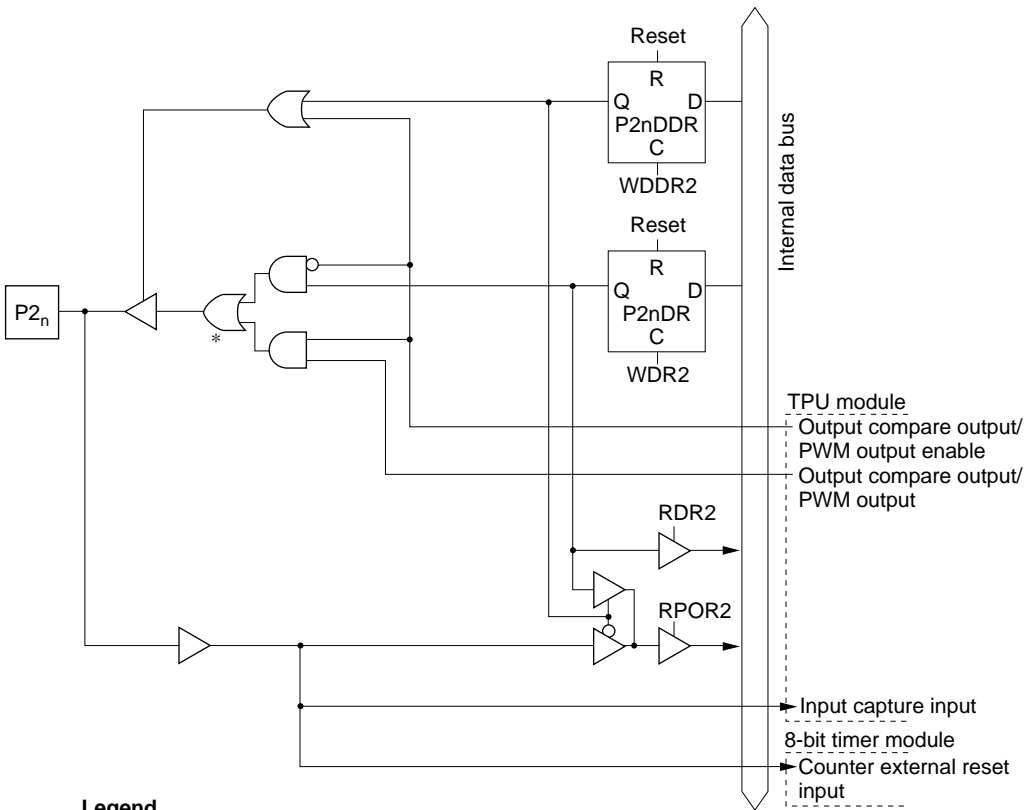 Reset
R
Q D
P2nDDR
C
WDDR2
Internal data bus
Reset
R
Q D
P2nDR
C
WDR2
P2n
*
TPU module
Output compare output/
PWM output enable
Output compare output/
PWM output
RDR2
RPOR2
Input capture input
8-bit timer module
Counter external reset
input
Legend